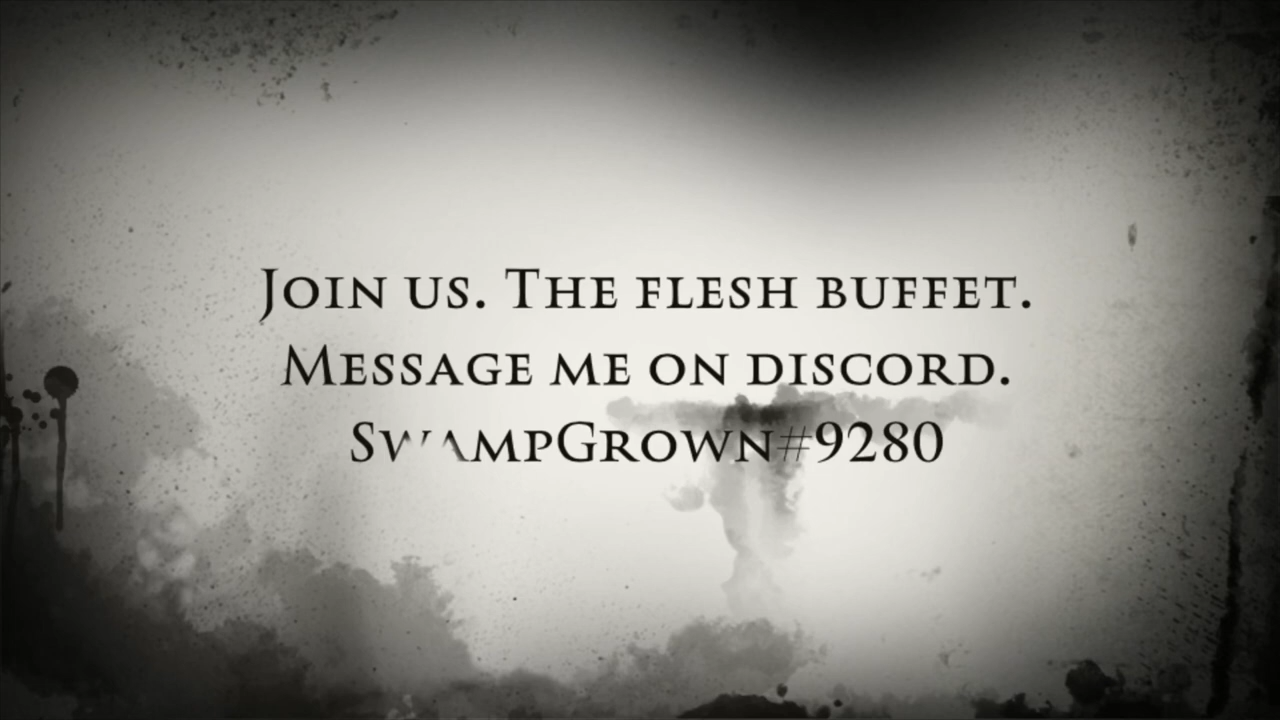 Join us. The flesh buffet.
Message me on discord.
SwampGrown#9280